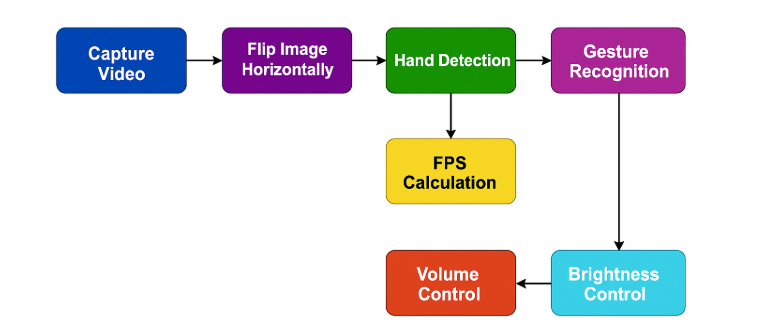 Capture
Video
Flip Image
Horizontally
Hand Detection
Gesture
Recognition
FPS
Calculation
Volume
Control
Brightness
Control